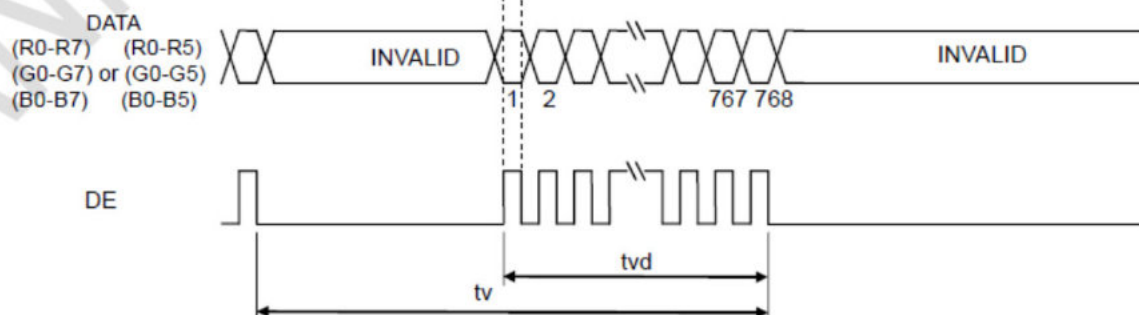 DATA
(R0-R7) (R0-R5)
(G0-G7) or (G0-G5)
(B0-B7) (B0-B5)
INVALID
INVALID
1 2 767 768
DE
tvd
tv